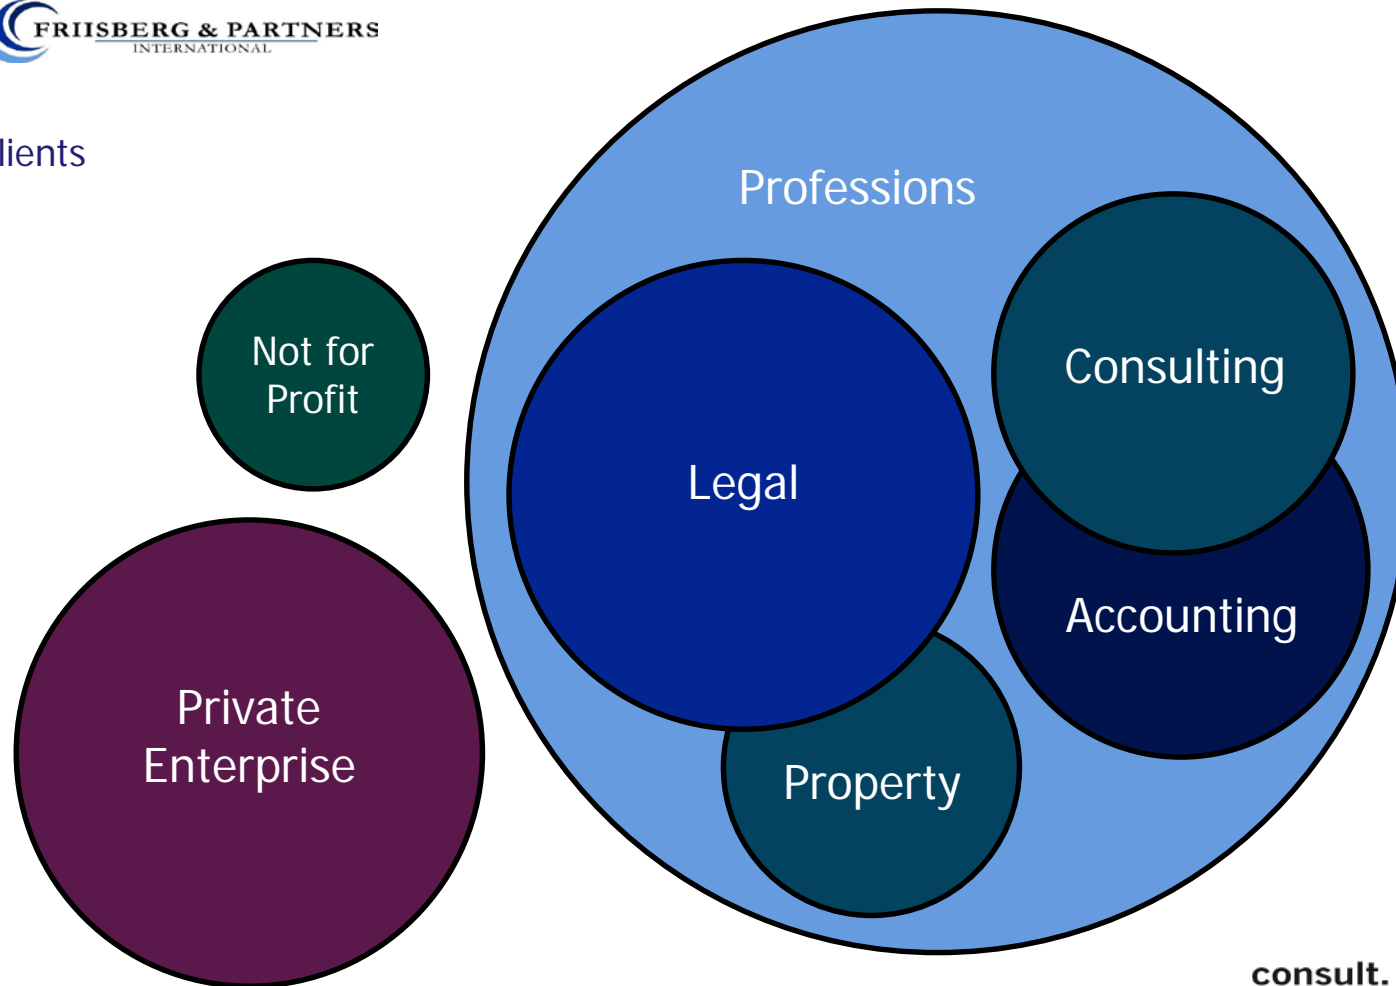 FRIISBERG & PARTNERS
INTERNATIONAL
lients
Professions
Not for
Profit
Consulting
Legal
Accounting
Private
Enterprise
Property
consult.